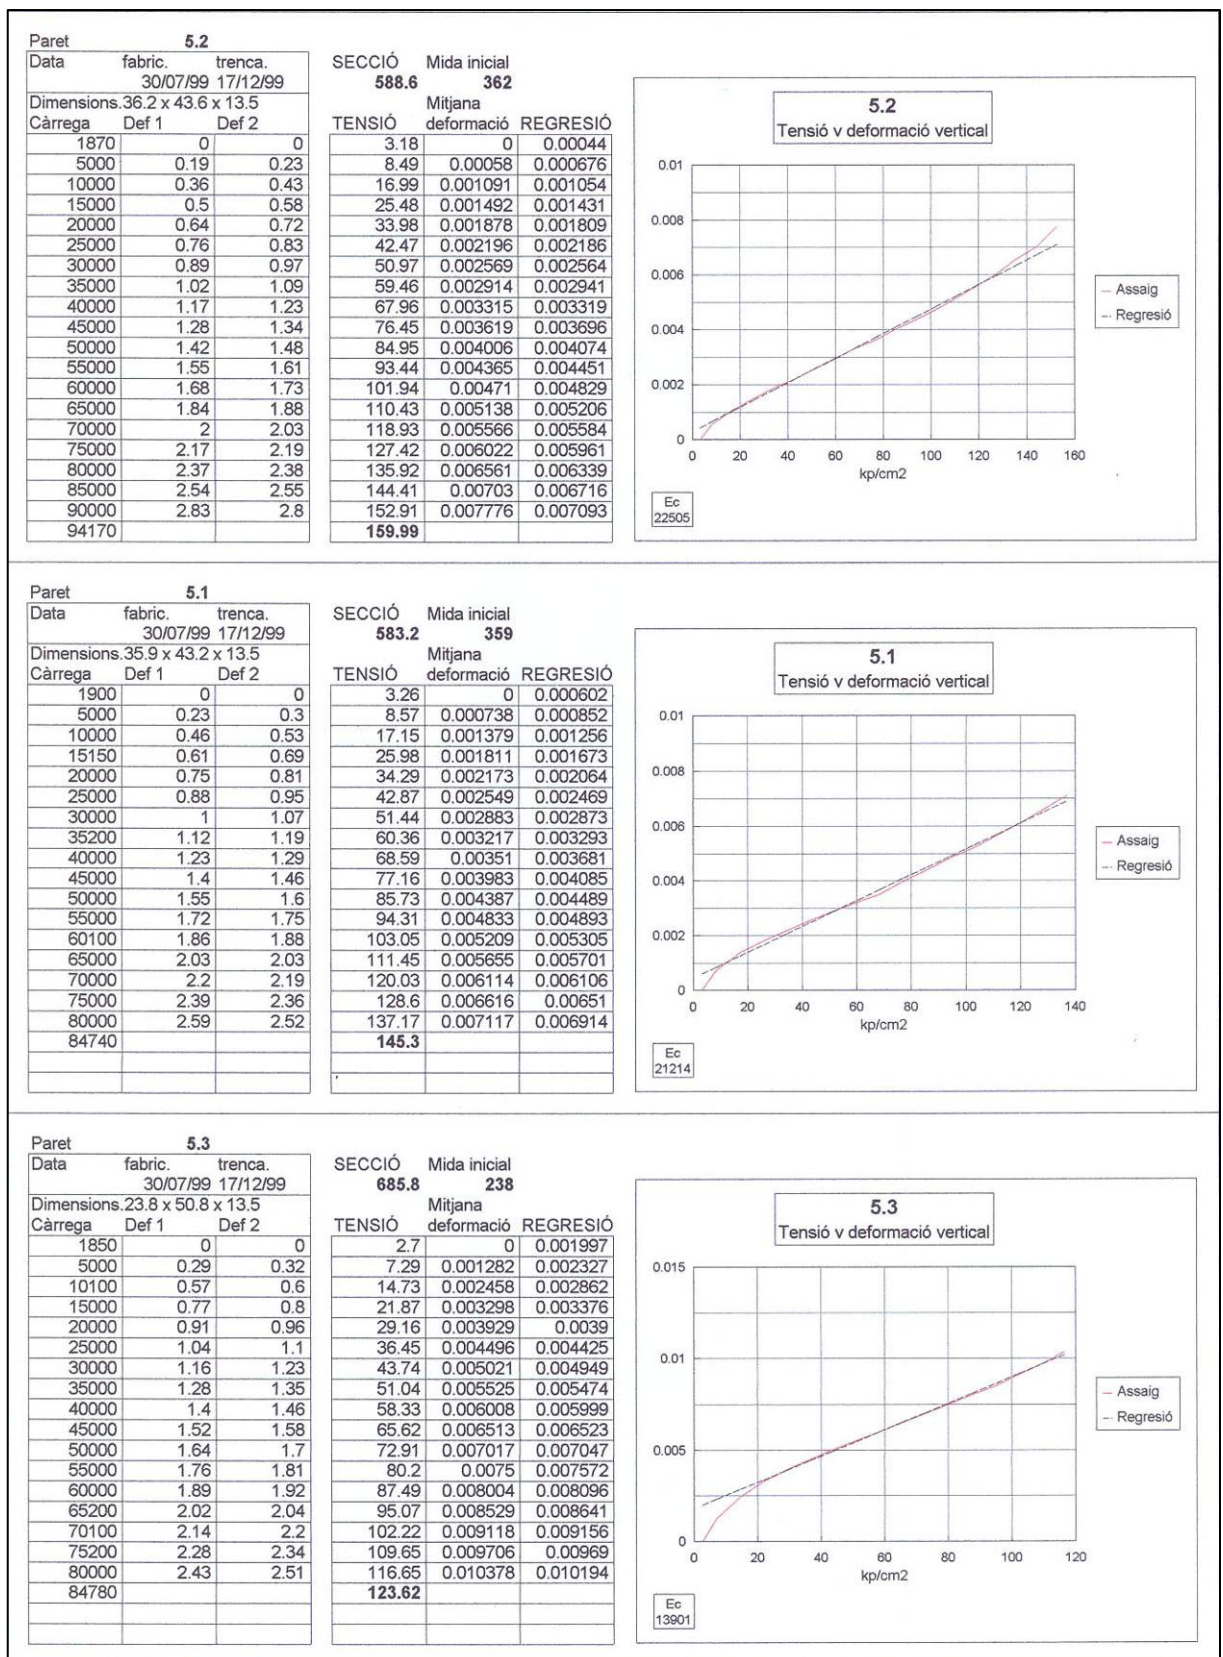 Paret 5.2
Data fabric. trenca. SECCIÓ Mida inicial
30/07/99 17/12/99 588.6 362
Dimensions. 36.2 x 43.6 x 13.5 Mitjana
Càrrega Def 1 Def 2 TENSIÓ deformació REGRESIÓ
1870 0 0 3.18 0 0.00044
5000 0.19 0.23 8.49 0.00058 0.000676
10000 0.36 0.43 16.99 0.001091 0.001054
15000 0.5 0.58 25.48 0.001492 0.001431
20000 0.64 0.72 33.98 0.001878 0.001809
25000 0.76 0.83 42.47 0.002196 0.002186
30000 0.89 0.97 50.97 0.002569 0.002564
35000 1.02 1.09 59.46 0.002914 0.002941
40000 1.17 1.23 67.96 0.003315 0.003319
45000 1.28 1.34 76.45 0.003619 0.003696
50000 1.42 1.48 84.95 0.004006 0.004074
55000 1.55 1.61 93.44 0.004365 0.004451
60000 1.68 1.73 101.94 0.00471 0.004829
65000 1.84 1.88 110.43 0.005138 0.005206
70000 2 2.03 118.93 0.005566 0.005584
75000 2.17 2.19 127.42 0.006022 0.005961
80000 2.37 2.38 135.92 0.006561 0.006339
85000 2.54 2.55 144.41 0.00703 0.006716
90000 2.83 2.8 152.91 0.007776 0.007093
94170 159.99
5.2
Tensió v deformació vertical
0.01
0.008
0.006
0.004
0.002
0
0 20 40 60 80 100 120 140 160
kp/cm2
Assaig
Regresió
Ec
22505
Paret 5.1
Data fabric. trenca. SECCIÓ Mida inicial
30/07/99 17/12/99 583.2 359
Dimensions. 35.9 x 43.2 x 13.5 Mitjana
Càrrega Def 1 Def 2 TENSIÓ deformació REGRESIÓ
1900 0 0 3.26 0 0.000602
5000 0.23 0.3 8.57 0.000738 0.000852
10000 0.46 0.53 17.15 0.001379 0.001256
15150 0.61 0.69 25.98 0.001811 0.001673
20000 0.75 0.81 34.29 0.002173 0.002064
25000 0.88 0.95 42.87 0.002549 0.002469
30000 1 1.07 51.44 0.002883 0.002873
35200 1.12 1.19 60.36 0.003217 0.003293
40000 1.23 1.29 68.59 0.00351 0.003681
45000 1.4 1.46 77.16 0.003983 0.004085
50000 1.55 1.6 85.73 0.004387 0.004489
55000 1.72 1.75 94.31 0.004833 0.004893
60100 1.86 1.88 103.05 0.005209 0.005305
65000 2.03 2.03 111.45 0.005655 0.005701
70000 2.2 2.19 120.03 0.006114 0.006106
75000 2.39 2.36 128.6 0.006616 0.00651
80000 2.59 2.52 137.17 0.007117 0.006914
84740 145.3
5.1
Tensió v deformació vertical
0.01
0.008
0.006
0.004
0.002
0
0 20 40 60 80 100 120 140
kp/cm2
Assaig
Regresió
Ec
21214
Paret 5.3
Data fabric. trenca. SECCIÓ Mida inicial
30/07/99 17/12/99 685.8 238
Dimensions. 23.8 x 50.8 x 13.5 Mitjana
Càrrega Def 1 Def 2 TENSIÓ deformació REGRESIÓ
1850 0 0 2.7 0 0.001997
5000 0.29 0.32 7.29 0.001282 0.002327
10100 0.57 0.6 14.73 0.002458 0.002862
15000 0.77 0.8 21.87 0.003298 0.003376
20000 0.91 0.96 29.16 0.003929 0.0039
25000 1.04 1.1 36.45 0.004496 0.004425
30000 1.16 1.23 43.74 0.005021 0.004949
35000 1.28 1.35 51.04 0.005525 0.005474
40000 1.4 1.46 58.33 0.006008 0.005999
45000 1.52 1.58 65.62 0.006513 0.006523
50000 1.64 1.7 72.91 0.007017 0.007047
55000 1.76 1.81 80.2 0.0075 0.007572
60000 1.89 1.92 87.49 0.008004 0.008096
65200 2.02 2.04 95.07 0.008529 0.008641
70100 2.14 2.2 102.22 0.009118 0.009156
75200 2.28 2.34 109.65 0.009706 0.00969
80000 2.43 2.51 116.65 0.010378 0.010194
84780 123.62
5.3
Tensió v deformació vertical
0.015
0.01
0.005
0
0 20 40 60 80 100 120
kp/cm2
Assaig
Regresió
Ec
13901